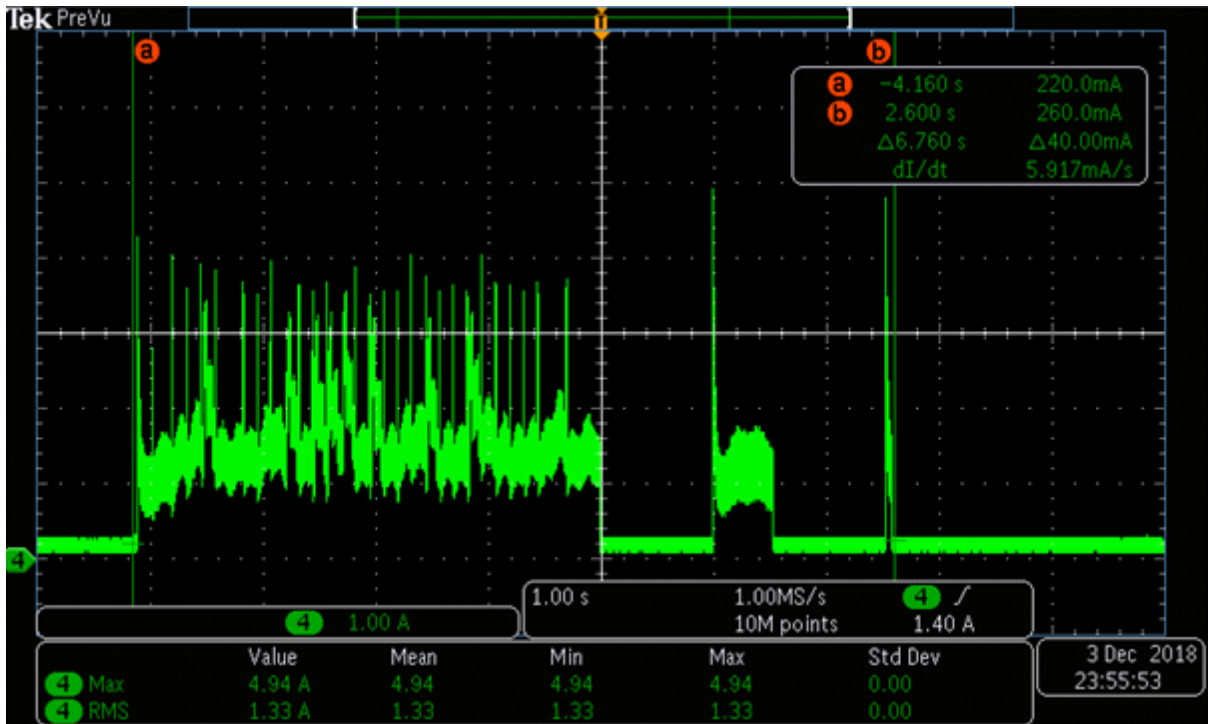 Tek PreVu
T
a b
a -4.160 s 220.0mA
b 2.600 s 260.0mA
Δ6.760 s Δ40.00mA
dI/dt 5.917mA/s
4
4 1.00 A
1.00 s 1.00MS/s 4
10M points 1.40 A
Value Mean Min Max Std Dev
4 Max 4.94 A 4.94 4.94 4.94 0.00
4 RMS 1.33 A 1.33 1.33 1.33 0.00
3 Dec 2018
23:55:53